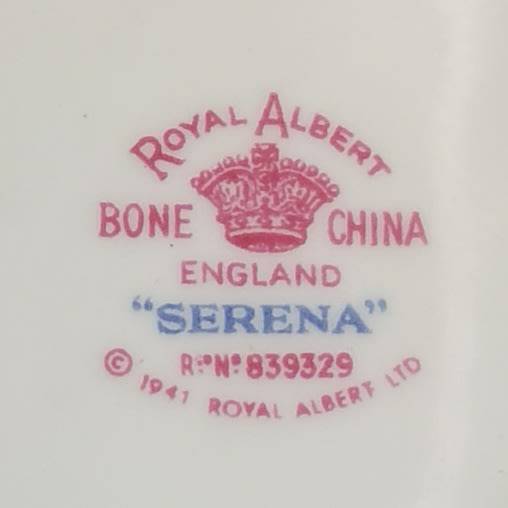 ROYAL ALBERT
BONE CHINA
ENGLAND
"SERENA"
Rᴰ Nº 839329
© 1941 ROYAL ALBERT LTD